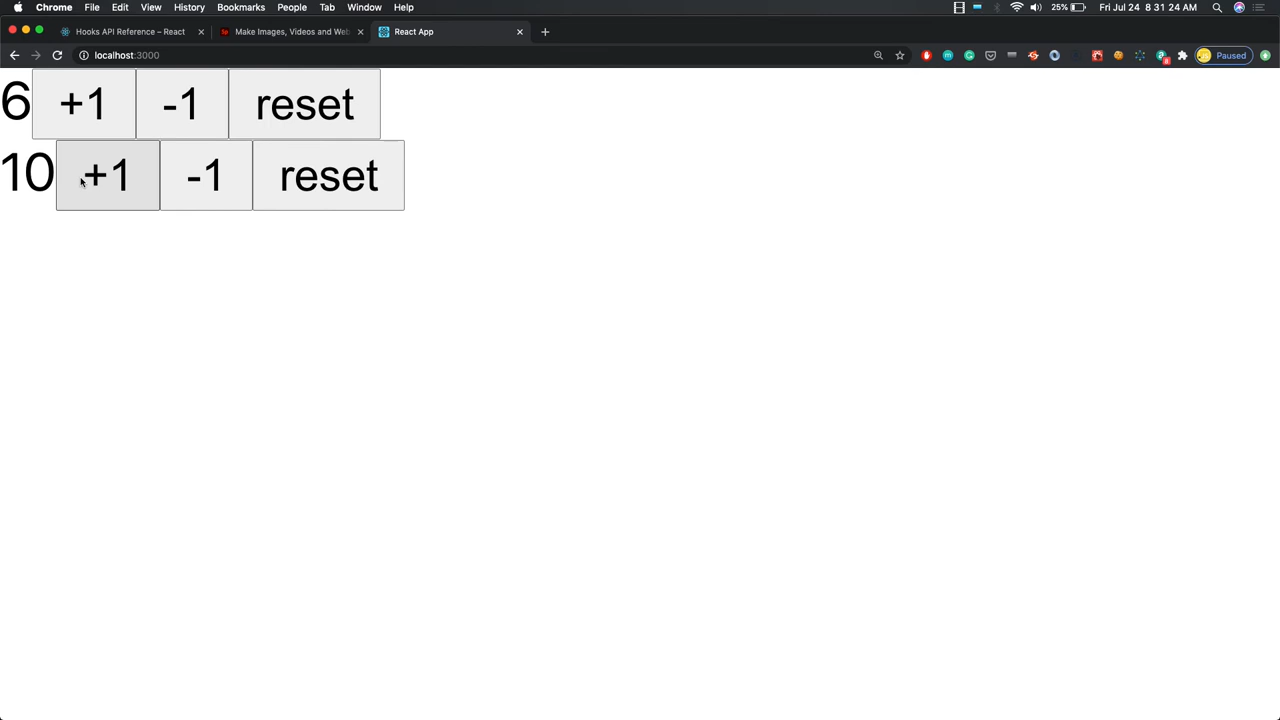 Chrome File Edit View History Bookmarks People Tab Window Help 25% Fri Jul 24 8 31 24 AM
Hooks API Reference – React Make Images, Videos and Web React App
localhost:3000 Paused
6 +1 -1 reset
10 +1 -1 reset